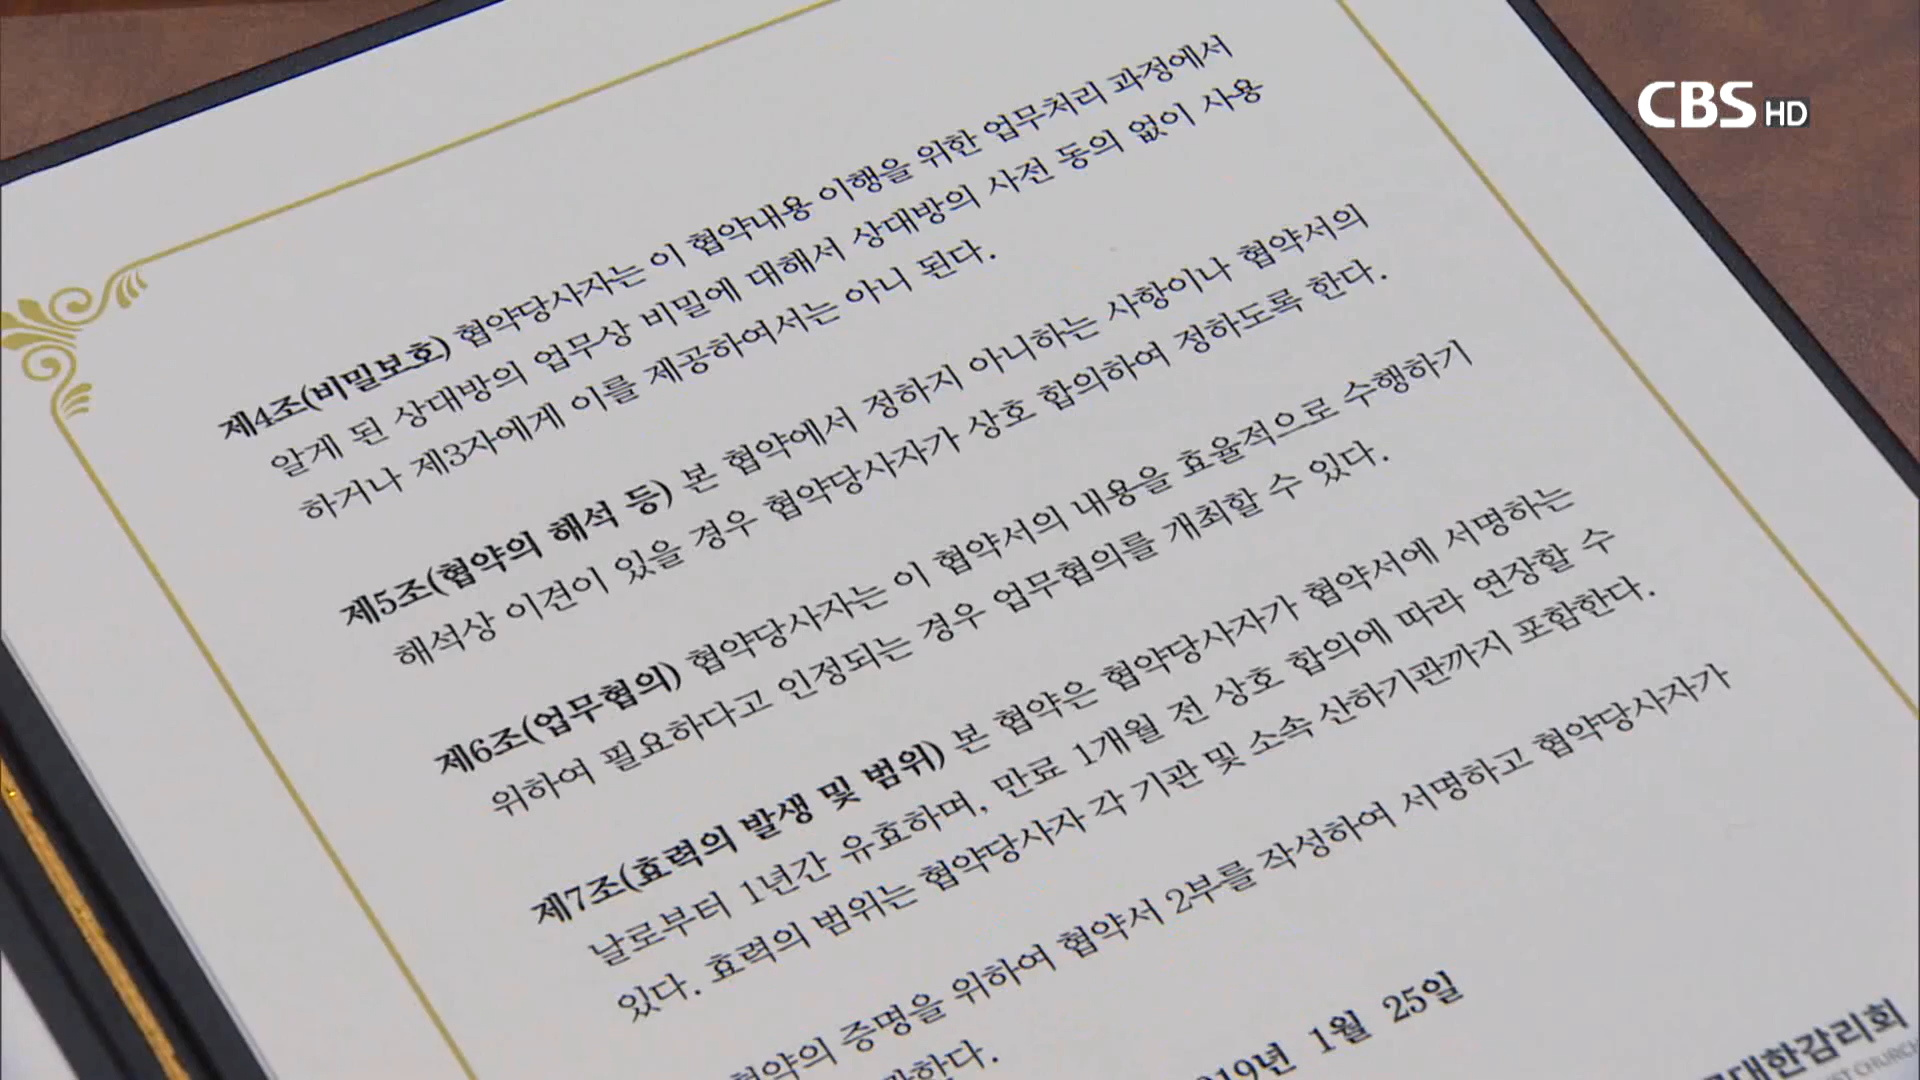 CBS HD
제4조(비밀보호) 협약당사자는 이 협약내용 이행을 위한 업무처리 과정에서
알게 된 상대방의 업무상 비밀에 대해서 상대방의 사전 동의 없이 사용
하거나 제3자에게 이를 제공하여서는 아니 된다.
제5조(협약의 해석 등) 본 협약에서 정하지 아니하는 사항이나 협약서의
해석상 이견이 있을 경우 협약당사자가 상호 합의하여 정하도록 한다.
제6조(업무협의) 협약당사자는 이 협약서의 내용을 효율적으로 수행하기
위하여 필요하다고 인정되는 경우 업무협의를 개최할 수 있다.
제7조(효력의 발생 및 범위) 본 협약은 협약당사자가 협약서에 서명하는
날로부터 1년간 유효하며, 만료 1개월 전 상호 합의에 따라 연장할 수
있다. 효력의 범위는 협약당사자 각 기관 및 소속 산하기관까지 포함한다.
협약의 증명을 위하여 협약서 2부를 작성하여 서명하고 협약당사자가
한다.
19년 1월 25일
대한감리회
CHURCH